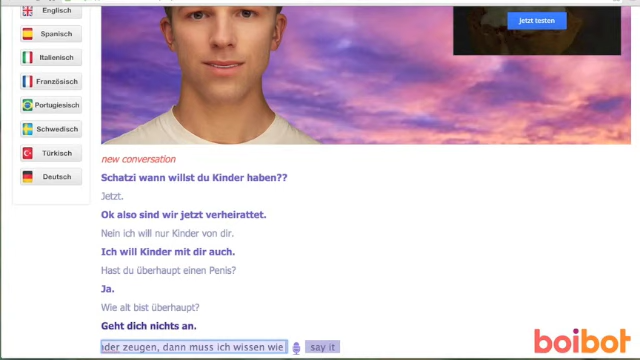 Englisch
Spanisch
Italienisch
Französisch
Portugiesisch
Schwedisch
Türkisch
Deutsch
Jetzt testen
new conversation
Schatzi wann willst du Kinder haben??
Jetzt.
Ok also sind wir jetzt verheirattet.
Nein ich will nur Kinder von dir.
Ich will Kinder mit dir auch.
Hast du überhaupt einen Penis?
Ja.
Wie alt bist überhaupt?
Geht dich nichts an.
nder zeugen, dann muss ich wissen wie
say it
boibot